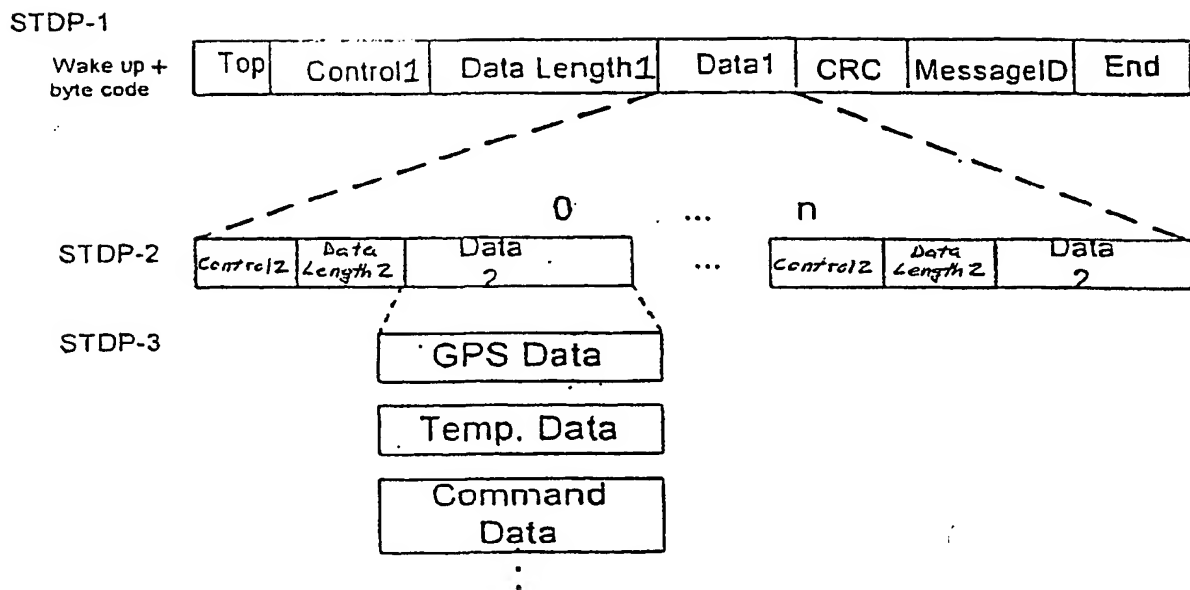 STDP-1
Wake up +
byte code
Top Control1 Data Length1 Data1 CRC MessageID End
0 ... n
STDP-2
Control2 Data Length2 Data 2 ... Control2 Data Length2 Data 2
STDP-3
GPS Data
Temp. Data
Command
Data